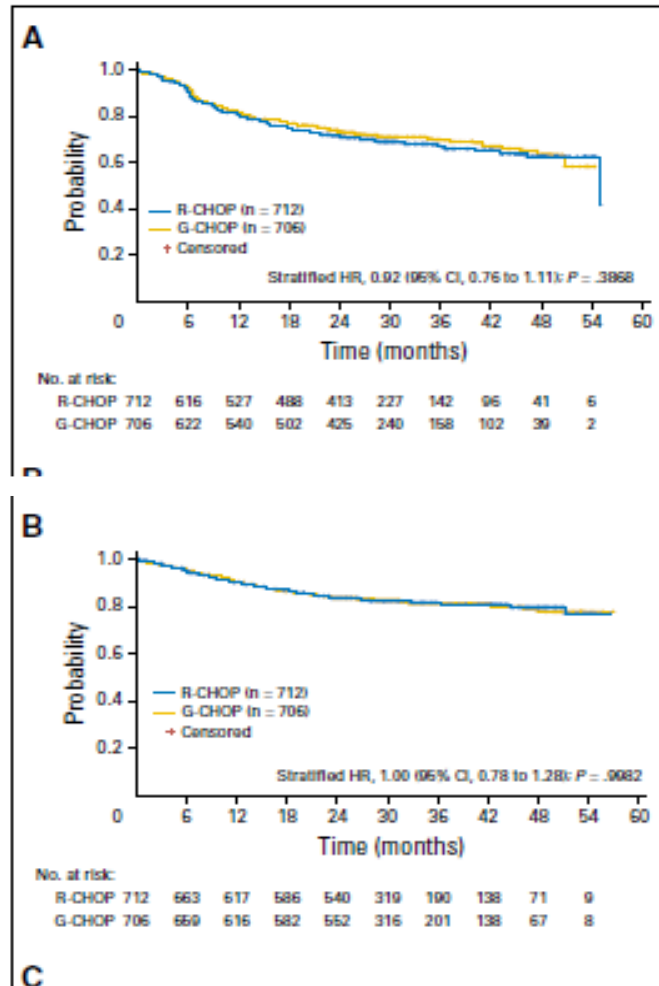 A
1.0
0.8
0.6
0.4
0.2
Probability
R-CHOP (n = 712)
G-CHOP (n = 706)
+ Censored
Stratified HR, 0.92 (95% CI, 0.76 to 1.11); P = .3868
0 6 12 18 24 30 36 42 48 54 60
Time (months)
No. at risk:
R-CHOP 712 616 527 488 413 227 142 96 41 6
G-CHOP 706 622 540 502 425 240 158 102 39 2
B
1.0
0.8
0.6
0.4
0.2
Probability
R-CHOP (n = 712)
G-CHOP (n = 706)
+ Censored
Stratified HR, 1.00 (95% CI, 0.78 to 1.28); P = .9982
0 6 12 18 24 30 36 42 48 54 60
Time (months)
No. at risk:
R-CHOP 712 663 617 586 540 319 190 138 71 9
G-CHOP 706 659 616 582 552 316 201 138 67 8
C